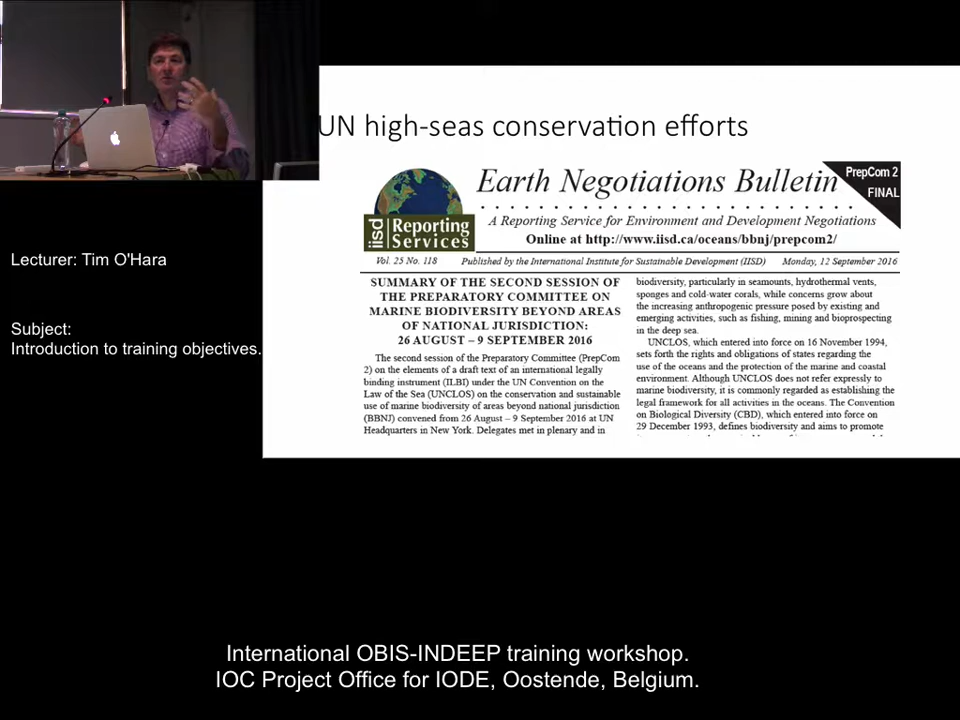 UN high-seas conservation efforts
iisd Reporting Services
Earth Negotiations Bulletin
PrepCom 2
FINAL
A Reporting Service for Environment and Development Negotiations
Online at http://www.iisd.ca/oceans/bbnj/prepcom2/
Vol. 25 No. 118 Published by the International Institute for Sustainable Development (IISD) Monday, 12 September 2016
SUMMARY OF THE SECOND SESSION OF
THE PREPARATORY COMMITTEE ON
MARINE BIODIVERSITY BEYOND AREAS
OF NATIONAL JURISDICTION:
26 AUGUST – 9 SEPTEMBER 2016
The second session of the Preparatory Committee (PrepCom
2) on the elements of a draft text of an international legally
binding instrument (ILBI) under the UN Convention on the
Law of the Sea (UNCLOS) on the conservation and sustainable
use of marine biodiversity of areas beyond national jurisdiction
(BBNJ) convened from 26 August – 9 September 2016 at UN
Headquarters in New York. Delegates met in plenary and in
biodiversity, particularly in seamounts, hydrothermal vents,
sponges and cold-water corals, while concerns grow about
the increasing anthropogenic pressure posed by existing and
emerging activities, such as fishing, mining and bioprospecting
in the deep sea.
UNCLOS, which entered into force on 16 November 1994,
sets forth the rights and obligations of states regarding the
use of the oceans and the protection of the marine and coastal
environment. Although UNCLOS does not refer expressly to
marine biodiversity, it is commonly regarded as establishing the
legal framework for all activities in the oceans. The Convention
on Biological Diversity (CBD), which entered into force on
29 December 1993, defines biodiversity and aims to promote
Lecturer: Tim O'Hara
Subject:
Introduction to training objectives.
International OBIS-INDEEP training workshop.
IOC Project Office for IODE, Oostende, Belgium.